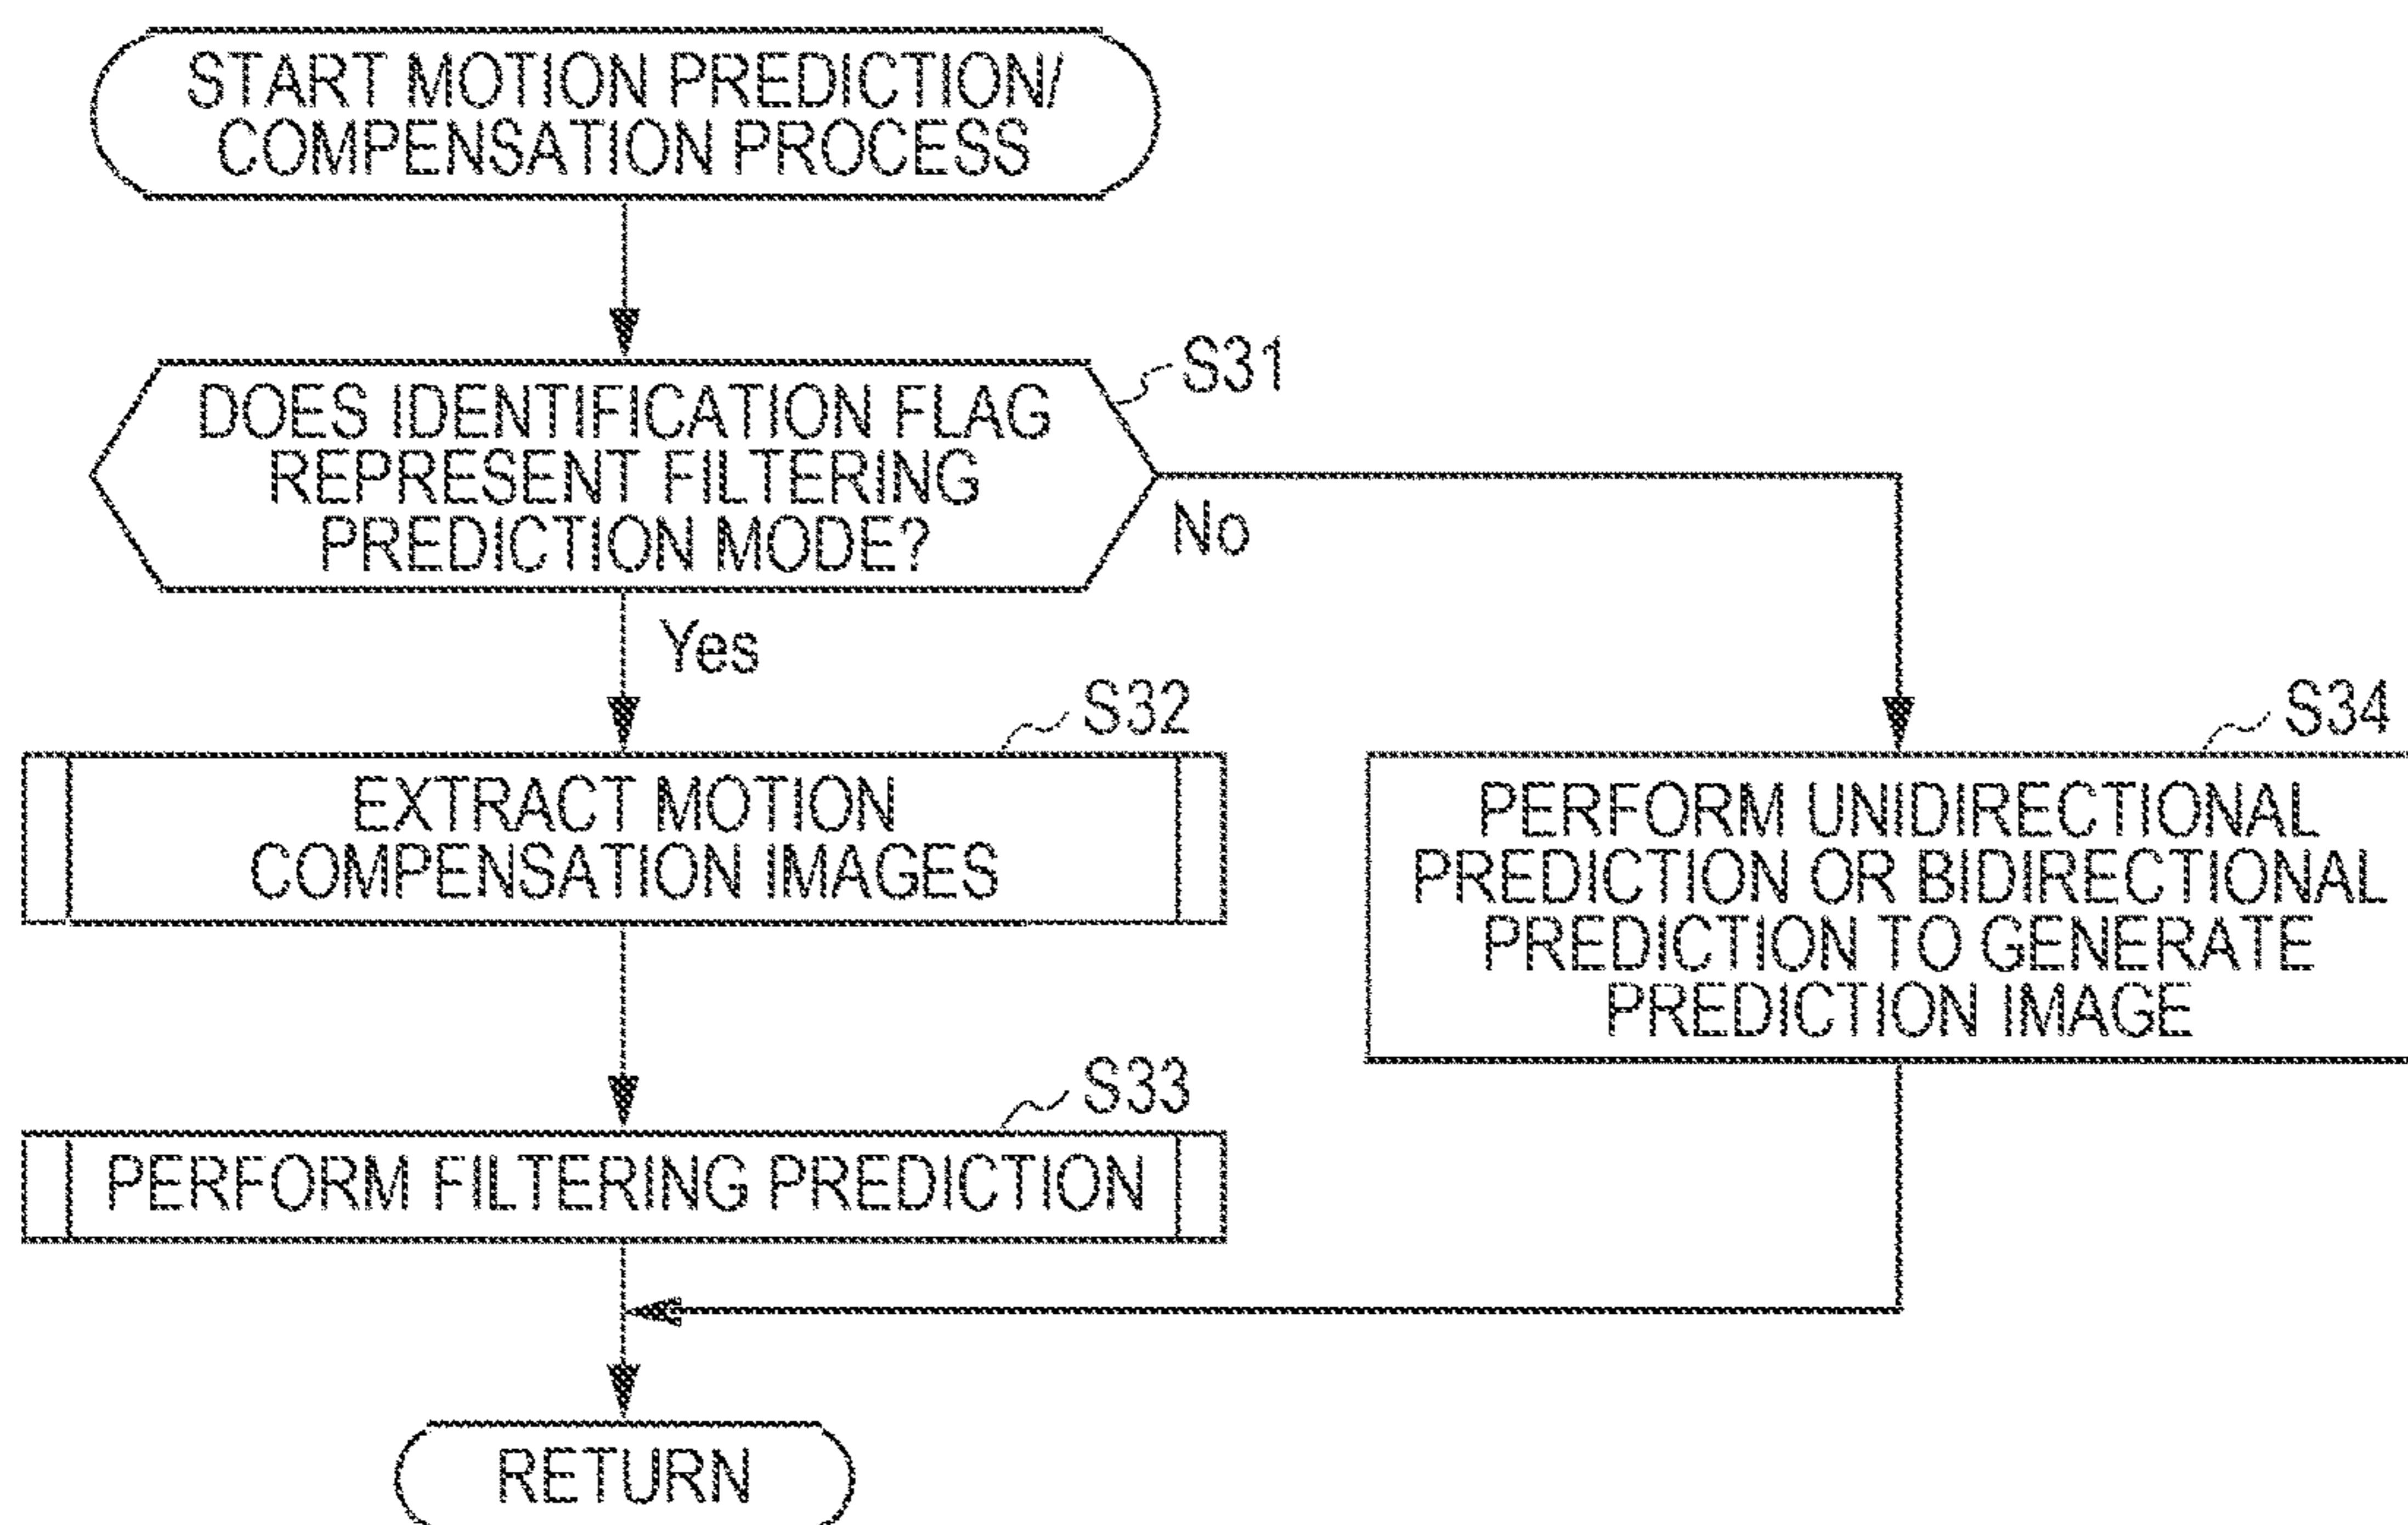 START MOTION PREDICTION/
COMPENSATION PROCESS
S31
DOES IDENTIFICATION FLAG
REPRESENT FILTERING
PREDICTION MODE?
No
Yes
S32
EXTRACT MOTION
COMPENSATION IMAGES
S34
PERFORM UNIDIRECTIONAL
PREDICTION OR BIDIRECTIONAL
PREDICTION TO GENERATE
PREDICTION IMAGE
S33
PERFORM FILTERING PREDICTION
RETURN